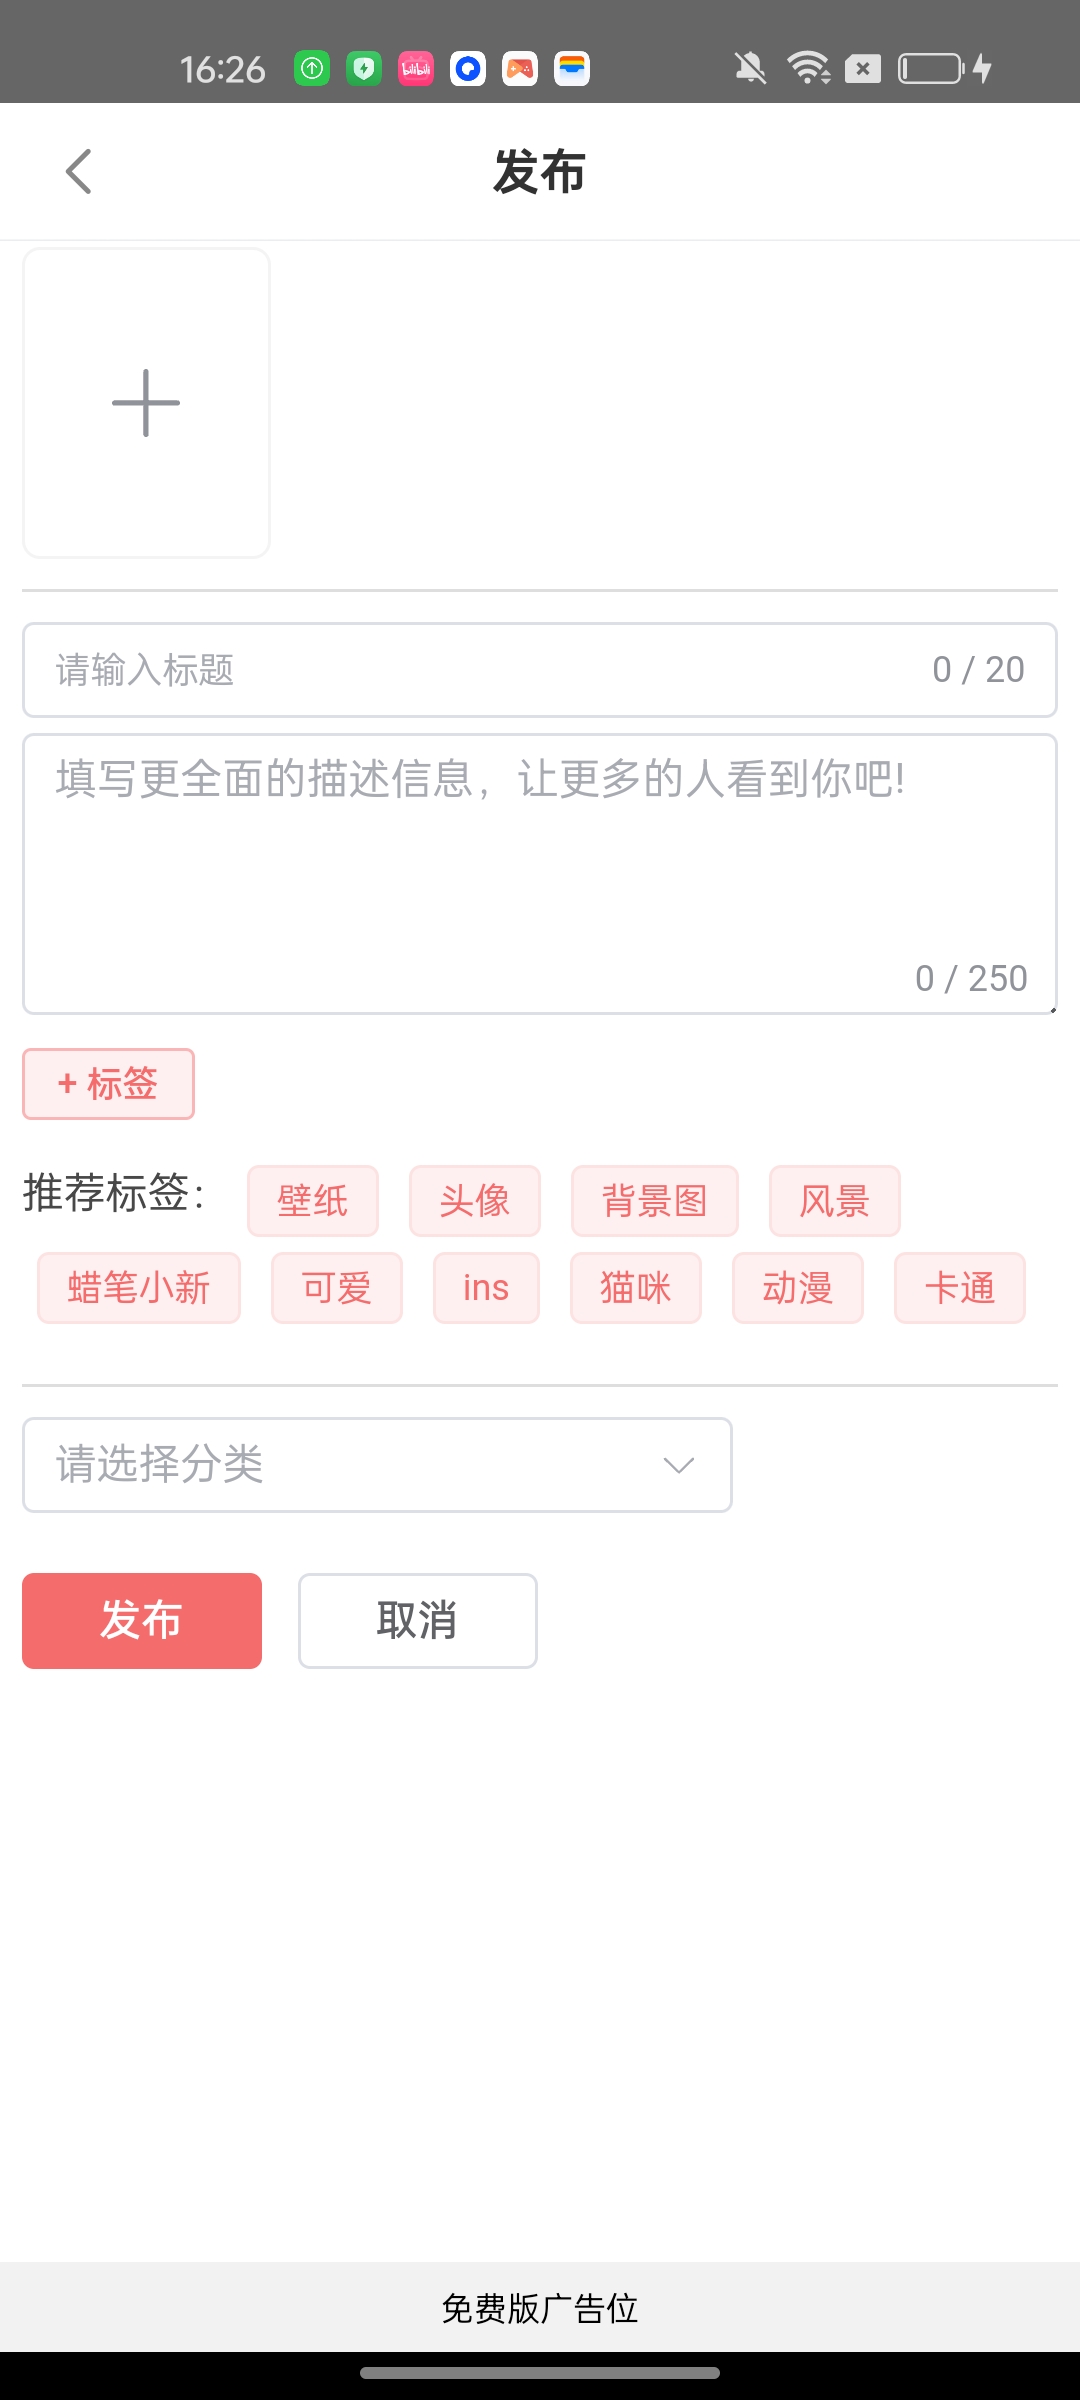 16:26
bilibili
发布
请输入标题 0 / 20
填写更全面的描述信息，让更多的人看到你吧!
0 / 250
+ 标签
推荐标签： 壁纸 头像 背景图 风景
蜡笔小新 可爱 ins 猫咪 动漫 卡通
请选择分类
发布 取消
免费版广告位